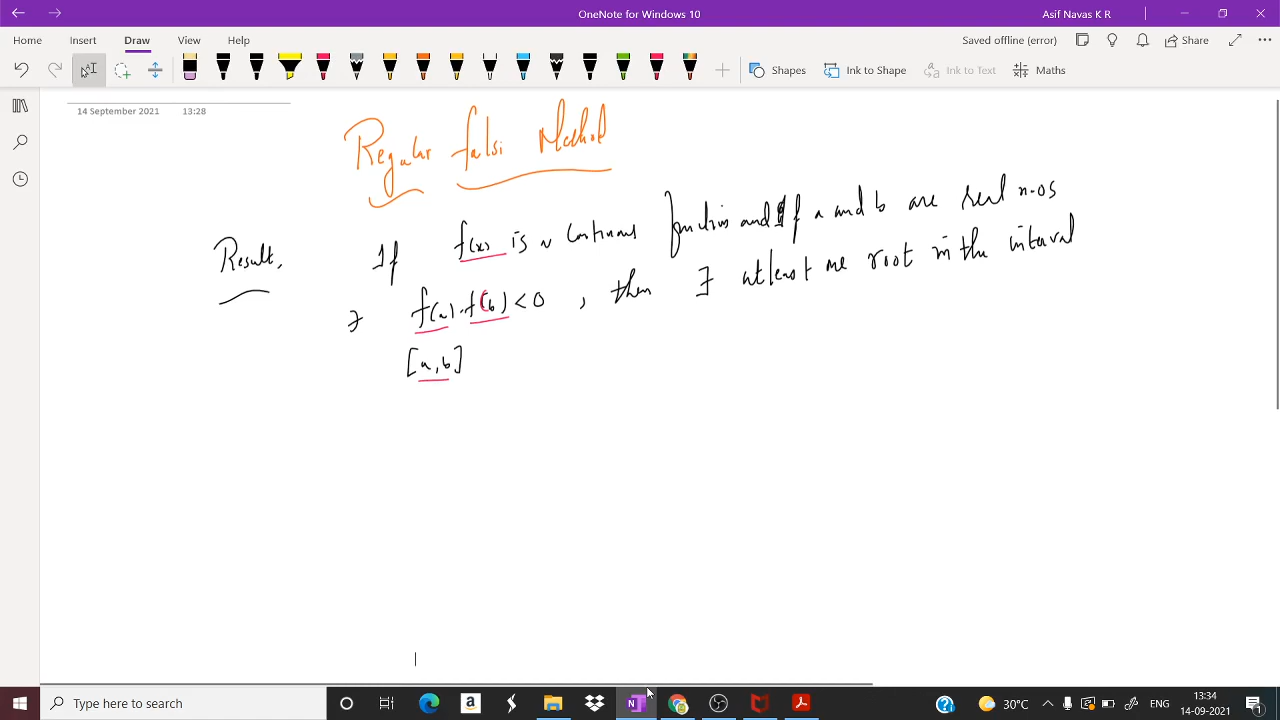 OneNote for Windows 10
Asif Navas K R
Home Insert Draw View Help
Saved offline (error)
Share
Shapes
Ink to Shape
Ink to Text
Maths
14 September 2021 13:28
Regular falsi Method
Result, If f(x) is a continuous function and If a and b are real n.os
∋ f(a).f(b) < 0 , then ∃ atleast one root in the interval
[a,b]
Type here to search
30°C
ENG
13:34
14-09-2021
1